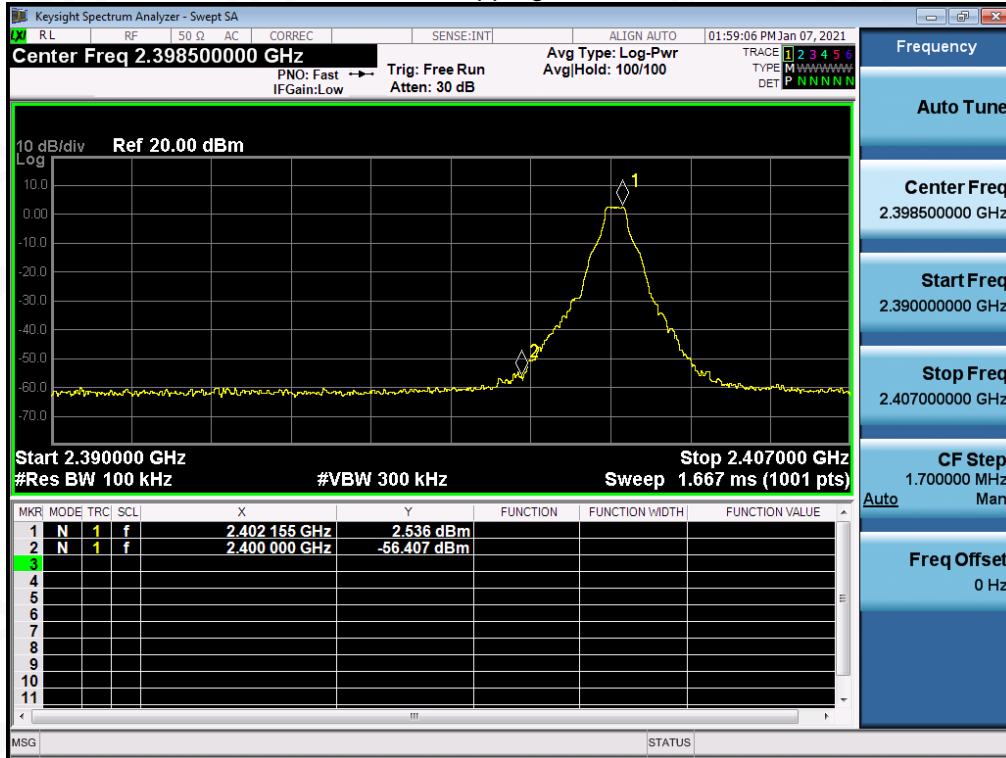 Keysight Spectrum Analyzer - Swept SA
LXI RL RF 50 Ω AC CORREC SENSE:INT ALIGN AUTO 01:59:06 PM Jan 07, 2021
Center Freq 2.398500000 GHz
PNO: Fast
IFGain:Low
Trig: Free Run
Atten: 30 dB
Avg Type: Log-Pwr
Avg|Hold: 100/100
TRACE 1 2 3 4 5 6
TYPE M WWWWW
DET P N N N N N
10 dB/div Ref 20.00 dBm
Log
10.0
0.00
-10.0
-20.0
-30.0
-40.0
-50.0
-60.0
-70.0
1
2
Start 2.390000 GHz Stop 2.407000 GHz
#Res BW 100 kHz #VBW 300 kHz Sweep 1.667 ms (1001 pts)
MKR MODE TRC SCL X Y FUNCTION FUNCTION WIDTH FUNCTION VALUE
1 N 1 f 2.402 155 GHz 2.536 dBm
2 N 1 f 2.400 000 GHz -56.407 dBm
3
4
5
6
7
8
9
10
11
MSG STATUS
Frequency
Auto Tune
Center Freq
2.398500000 GHz
Start Freq
2.390000000 GHz
Stop Freq
2.407000000 GHz
CF Step
1.700000 MHz
Auto Man
Freq Offset
0 Hz